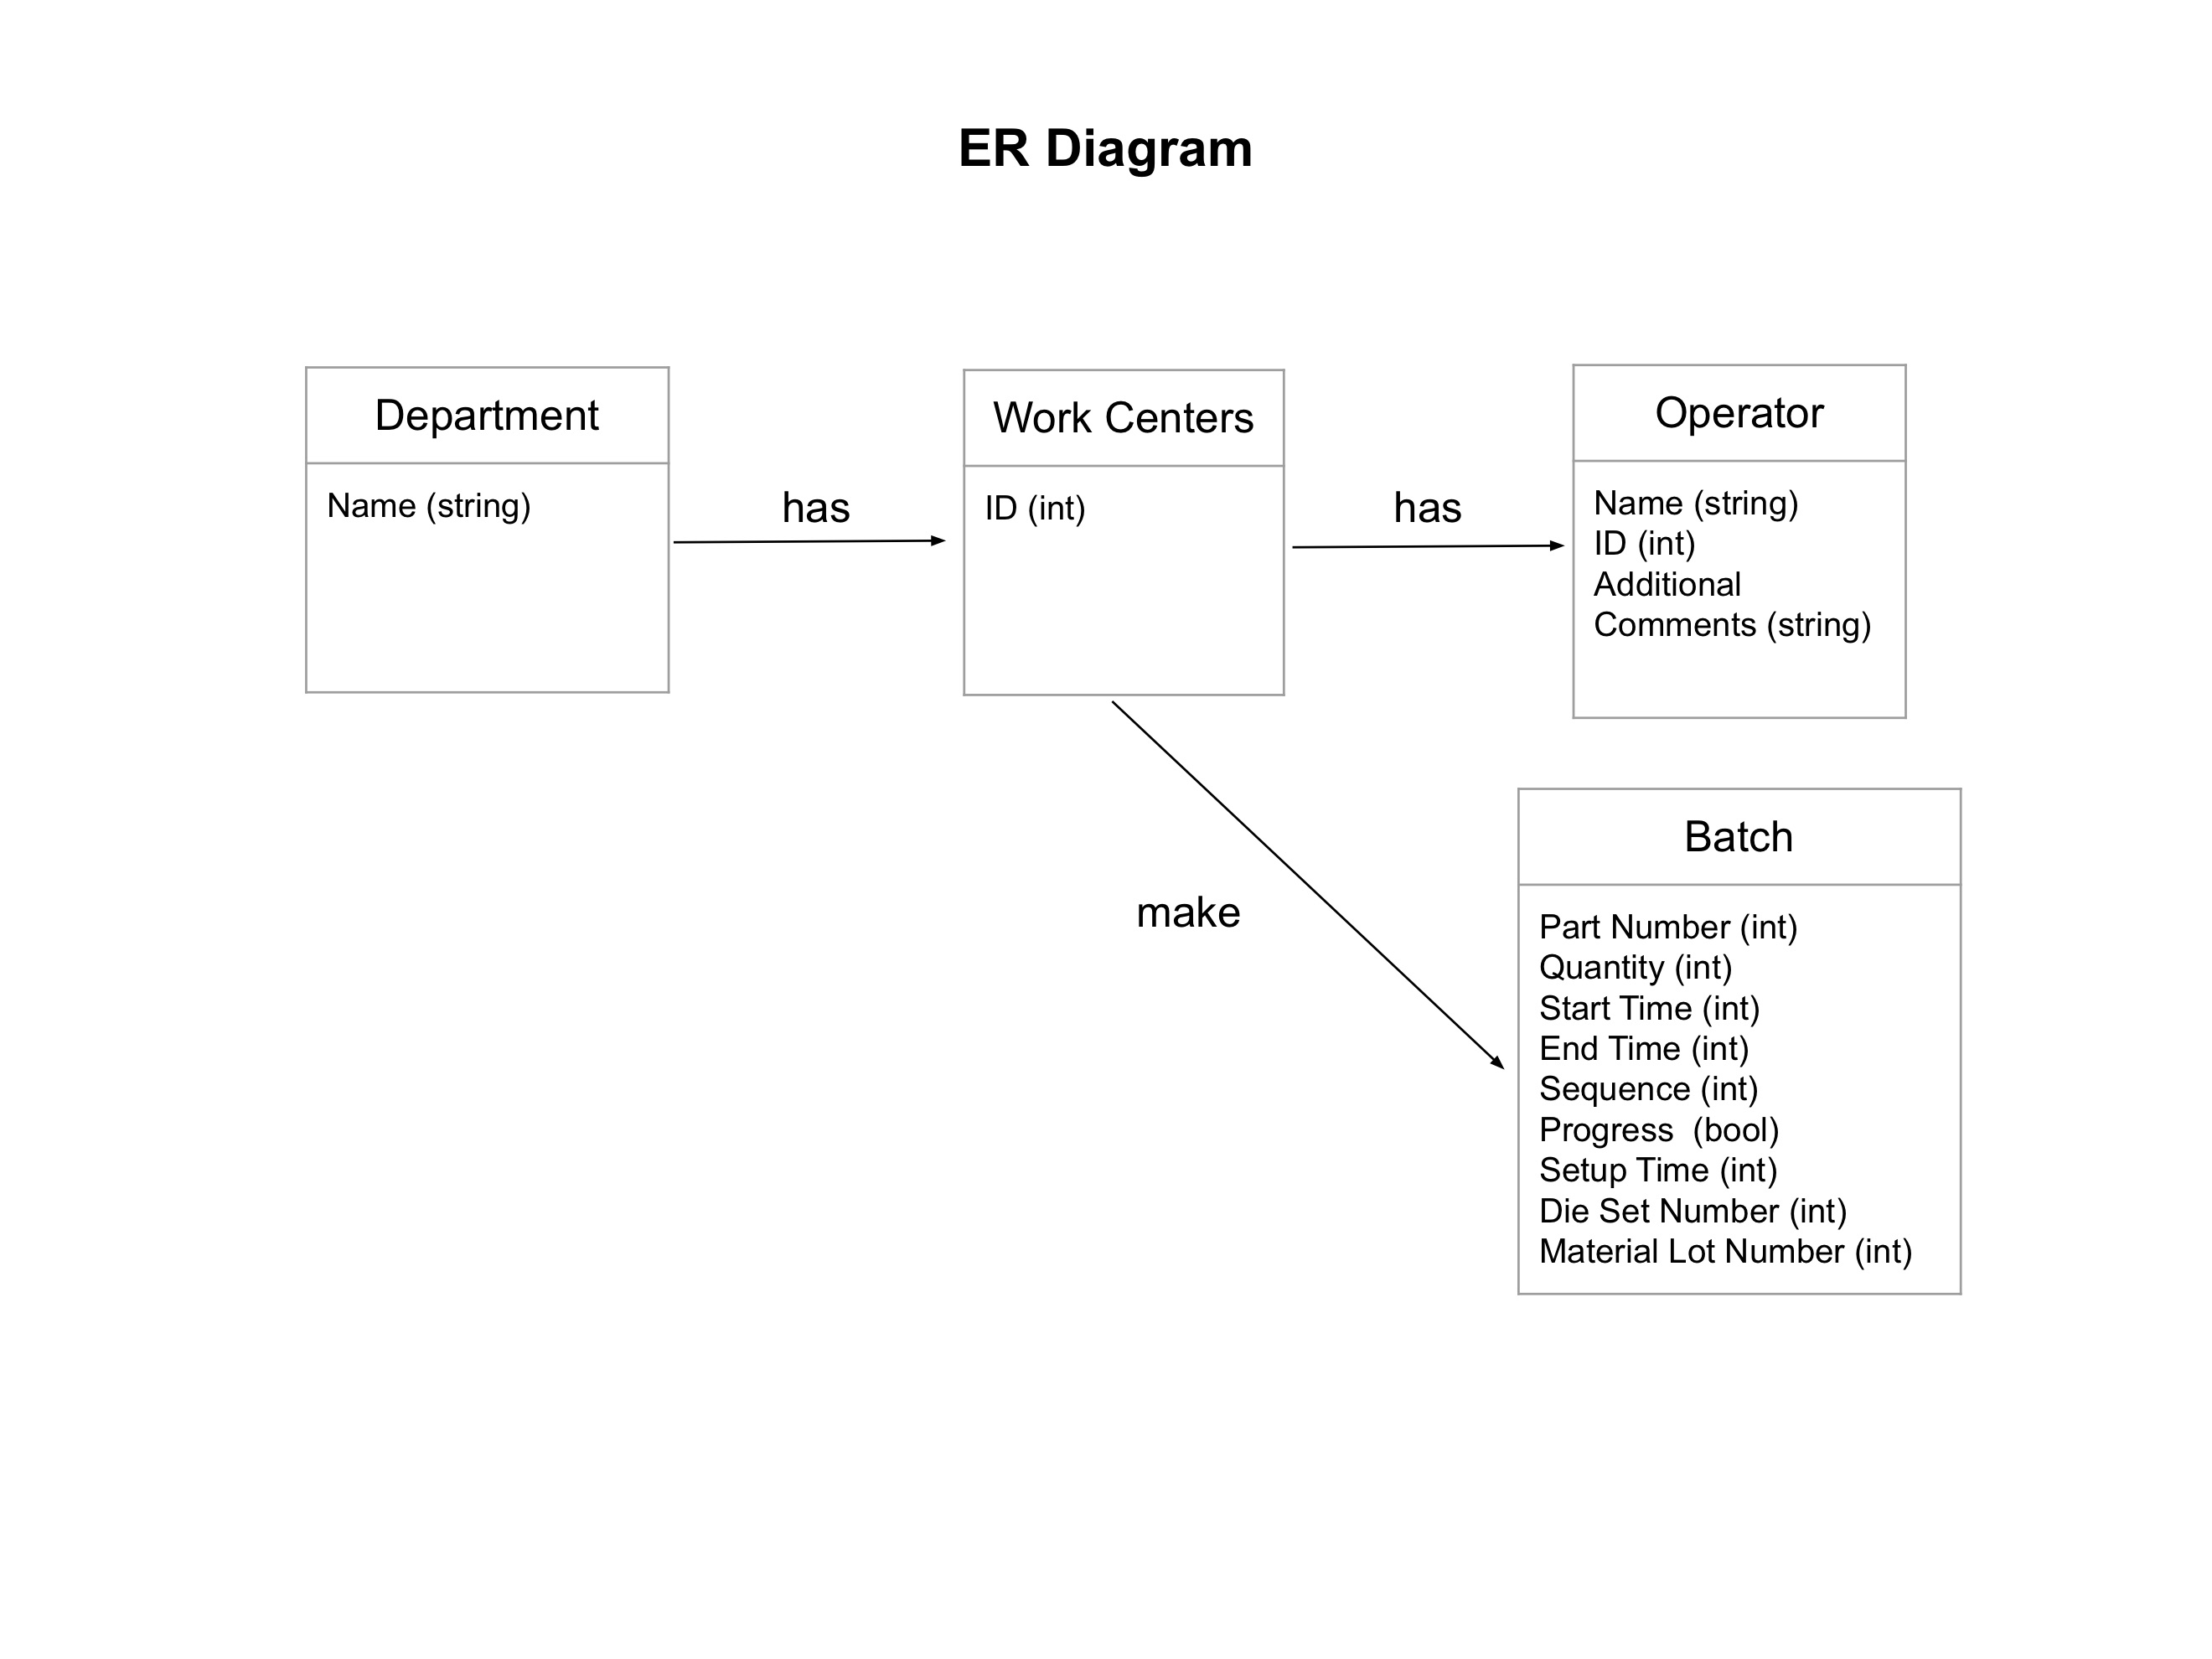 ER Diagram
Department
Name (string)
has
Work Centers
ID (int)
has
Operator
Name (string)
ID (int)
Additional
Comments (string)
make
Batch
Part Number (int)
Quantity (int)
Start Time (int)
End Time (int)
Sequence (int)
Progress  (bool)
Setup Time (int)
Die Set Number (int)
Material Lot Number (int)